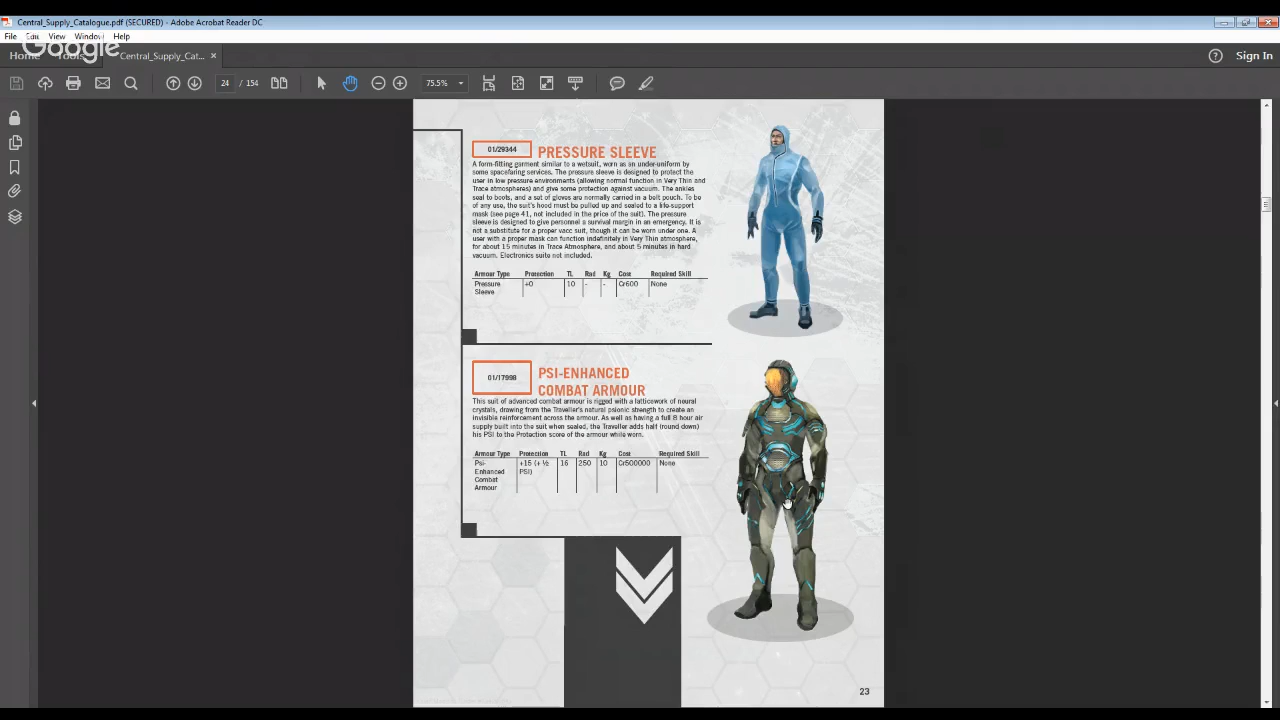 Central_Supply_Catalogue.pdf (SECURED) - Adobe Acrobat Reader DC
File Edit View Window Help
Google
Home Tools Central_Supply_Cat... Sign In
24 / 154 75.5%
01/29344 PRESSURE SLEEVE
A form-fitting garment similar to a wetsuit, worn as an under-uniform by
some spacefaring services. The pressure sleeve is designed to protect the
user in low pressure environments (allowing normal function in Very Thin and
Trace atmospheres) and give some protection against vacuum. The ankles
seal to boots, and a set of gloves are normally carried in a belt pouch. To be
of any use, the suit's hood must be pulled up and sealed to a life-support
mask (see page 41, not included in the price of the suit). The pressure
sleeve is designed to give personnel a survival margin in an emergency. It is
not a substitute for a proper vacc suit, though it can be worn under one. A
user with a proper mask can function indefinitely in Very Thin atmosphere,
for about 15 minutes in Trace Atmosphere, and about 5 minutes in hard
vacuum. Electronics suite not included.
Armour Type Protection TL Rad Kg Cost Required Skill
Pressure +0 10 - - Cr600 None
Sleeve
01/17998 PSI-ENHANCED
COMBAT ARMOUR
This suit of advanced combat armour is rigged with a latticework of neural
crystals, drawing from the Traveller's natural psionic strength to create an
invisible reinforcement across the armour. As well as having a full 8 hour air
supply built into the suit when sealed, the Traveller adds half (round down)
his PSI to the Protection score of the armour while worn.
Armour Type Protection TL Rad Kg Cost Required Skill
Psi- +15 (+ ½ 16 250 10 Cr500000 None
Enhanced PSI)
Combat
Armour
23